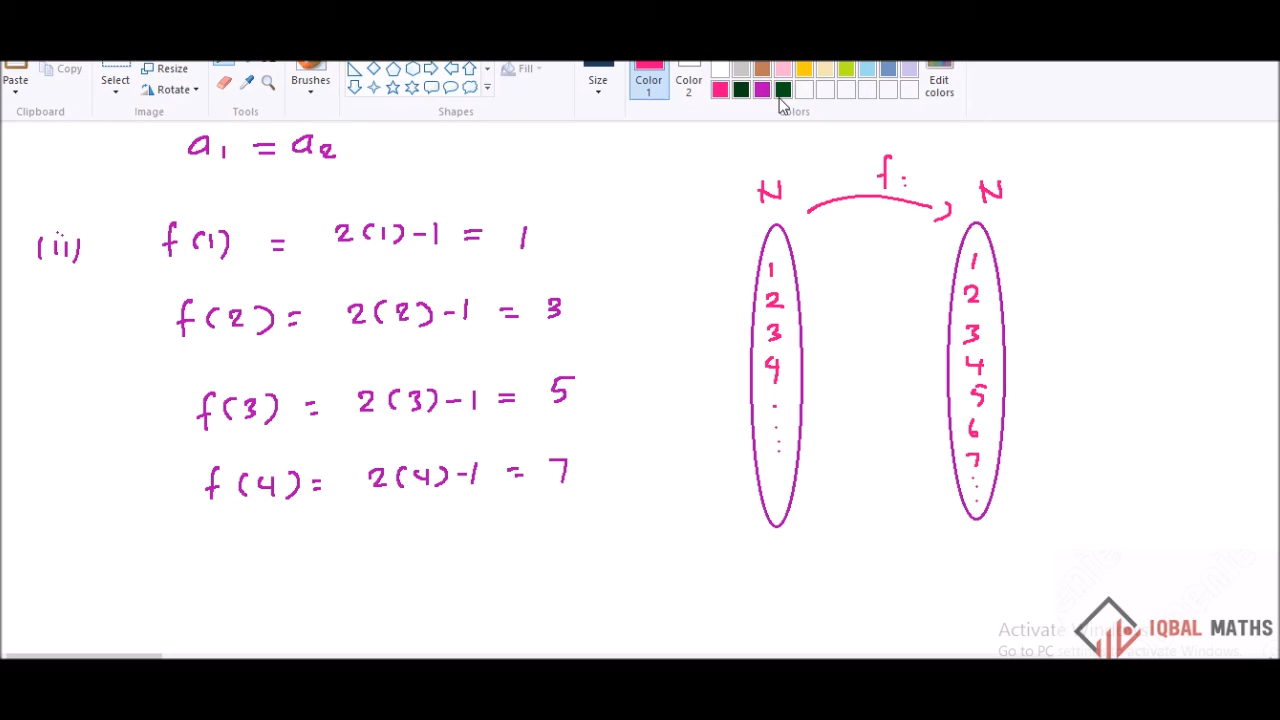 Paste
Copy
Select
Resize
Rotate
Brushes
Fill
Size
Color 1
Color 2
Edit colors
Clipboard
Image
Tools
Shapes
Colors
a1 = a2
(ii) f(1) = 2(1)-1 = 1
f(2) = 2(2)-1 = 3
f(3) = 2(3)-1 = 5
f(4) = 2(4)-1 = 7
f:
N N
1
2
3
4
.
.
.
1
2
3
4
5
6
7
.
.
.
Activate Windows
Go to PC settings to activate Windows.
IQBAL MATHS